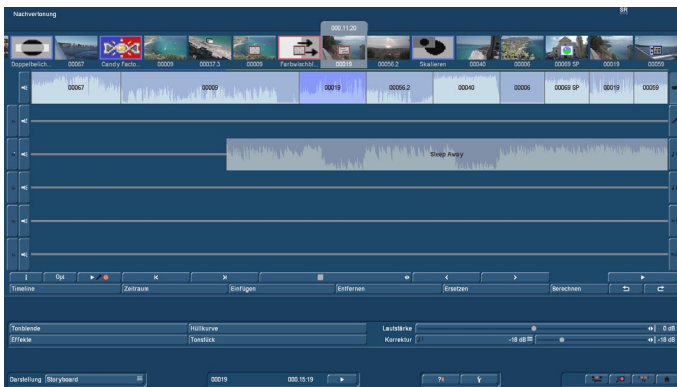 Nachvertonung SR
000.11:20
Doppelbelich... 00067 Candy Facto... 00009 00037.3 00009 Farbwischbl... 00019 00056.2 Skalieren 00040 00006 00069 SP 00019 00059
00067 00009 00019 00056.2 00040 00006 00069 SP 00019 00059
Sleep Away
i Opt
Timeline Zeitraum Einfügen Entfernen Ersetzen Berechnen
Tonblende Hüllkurve Lautstärke 0 dB
Effekte Tonstück Korrektur -18 dB -18 dB
Darstellung Storyboard 00019 000.15:19